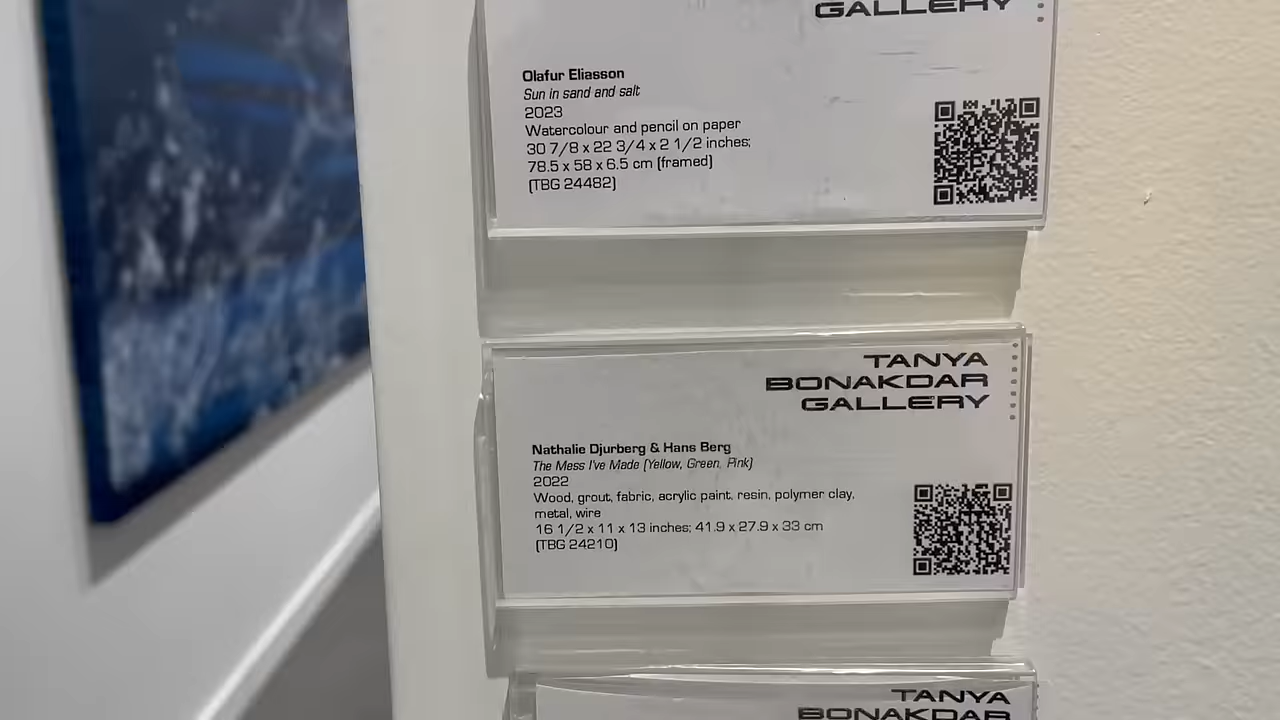 GALLERY
Olafur Eliasson
Sun in sand and salt
2023
Watercolour and pencil on paper
30 7/8 x 22 3/4 x 2 1/2 inches;
78.5 x 58 x 6.5 cm (framed)
(TBG 24482)
TANYA
BONAKDAR
GALLERY
Nathalie Djurberg & Hans Berg
The Mess I've Made (Yellow, Green, Pink)
2022
Wood, grout, fabric, acrylic paint, resin, polymer clay,
metal, wire
16 1/2 x 11 x 13 inches; 41.9 x 27.9 x 33 cm
(TBG 24210)
TANYA
BONAKDAR